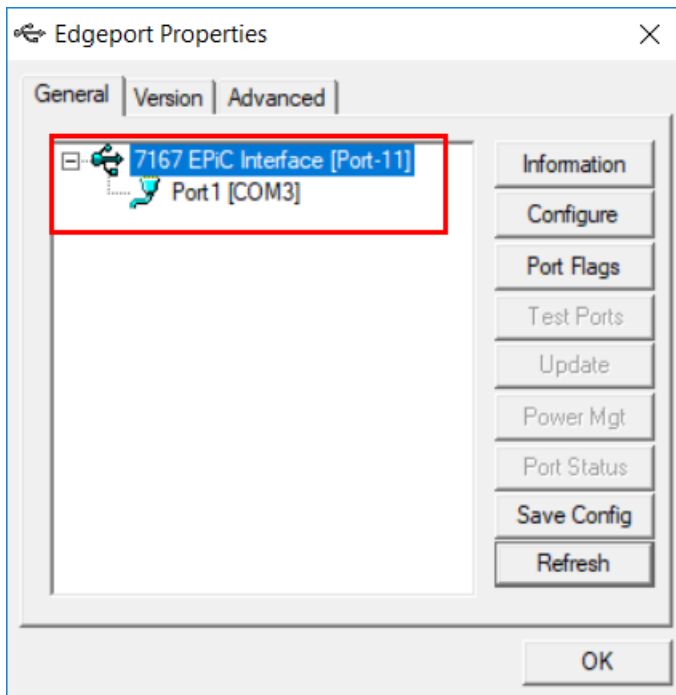 Edgeport Properties
General Version Advanced
7167 EPiC Interface [Port-11]
Port1 [COM3]
Information
Configure
Port Flags
Test Ports
Update
Power Mgt
Port Status
Save Config
Refresh
OK